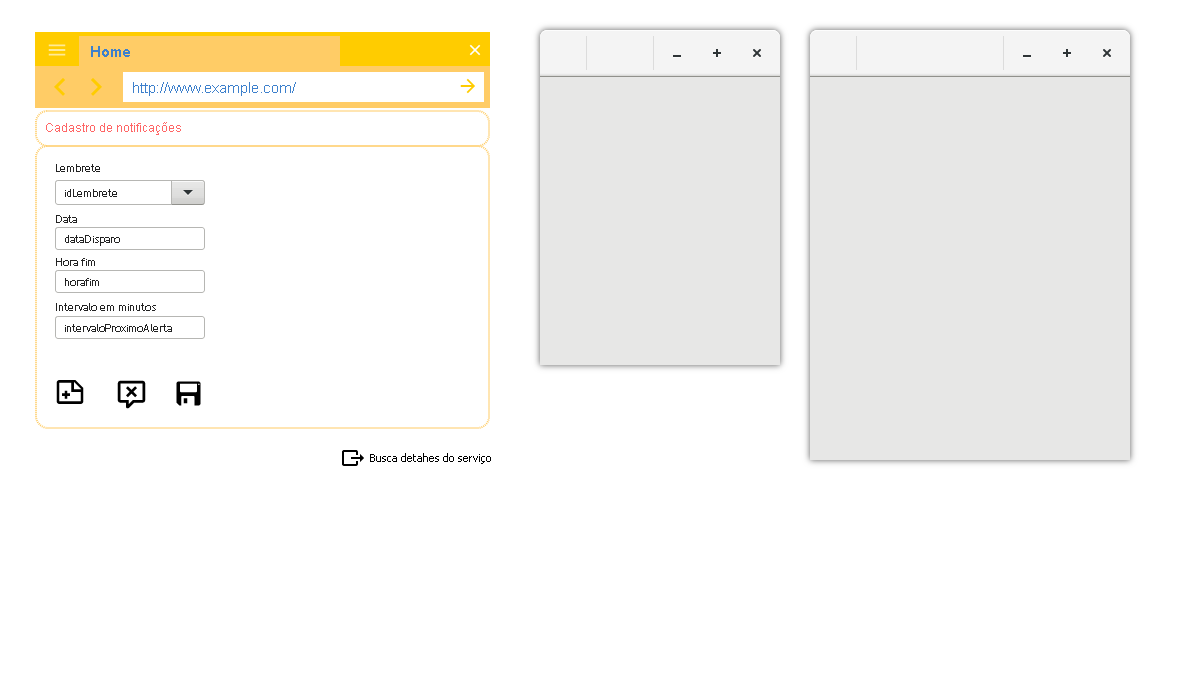 Home
http://www.example.com/
Cadastro de notificações
Lembrete
idLembrete
Data
dataDisparo
Hora fim
horafim
Intervalo em minutos
intervaloProximoAlerta
Busca detahes do serviço